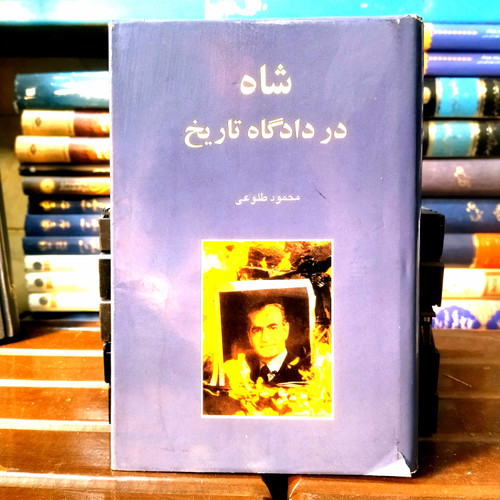 شاه
در دادگاه تاریخ
محمود طلوعی